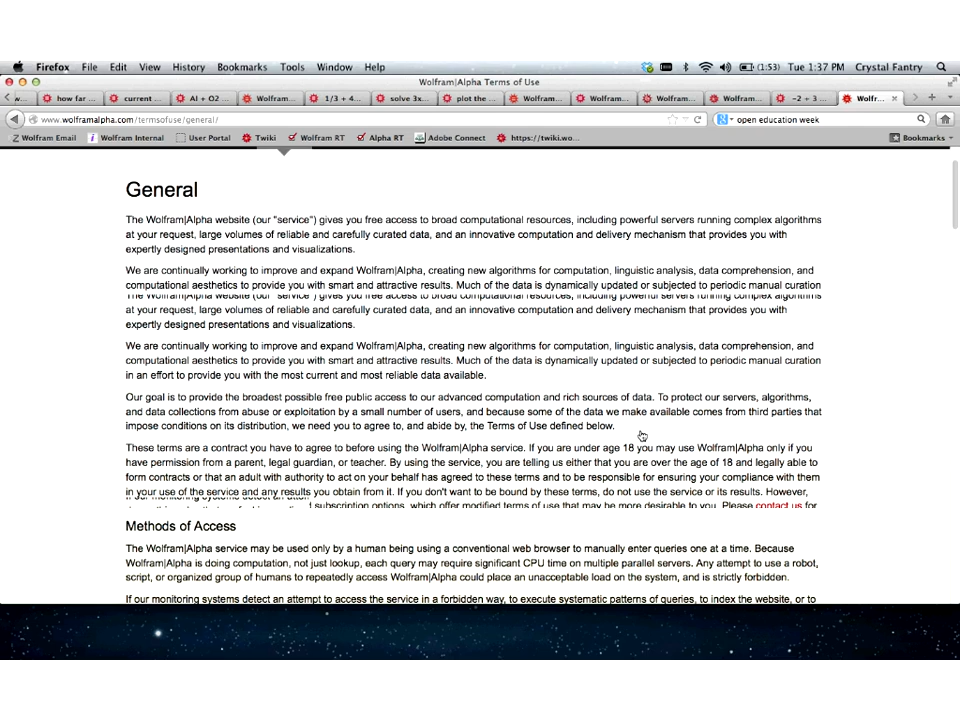 Firefox File Edit View History Bookmarks Tools Window Help (1:53) Tue 1:37 PM Crystal Fantry
Wolfram|Alpha Terms of Use
w... how far ... current ... Al + O2 ... Wolfram... 1/3 + 4... solve 3x... plot the ... Wolfram... Wolfram... Wolfram... Wolfram... -2 + 3 ... Wolfr...
www.wolframalpha.com/termsofuse/general/ open education week
Wolfram Email Wolfram Internal User Portal Twiki Wolfram RT Alpha RT Adobe Connect https://twiki.wo... Bookmarks
General
The Wolfram|Alpha website (our "service") gives you free access to broad computational resources, including powerful servers running complex algorithms
at your request, large volumes of reliable and carefully curated data, and an innovative computation and delivery mechanism that provides you with
expertly designed presentations and visualizations.
We are continually working to improve and expand Wolfram|Alpha, creating new algorithms for computation, linguistic analysis, data comprehension, and
computational aesthetics to provide you with smart and attractive results. Much of the data is dynamically updated or subjected to periodic manual curation
The Wolfram|Alpha website (our "service") gives you free access to broad computational resources, including powerful servers running complex algorithms
at your request, large volumes of reliable and carefully curated data, and an innovative computation and delivery mechanism that provides you with
expertly designed presentations and visualizations.
We are continually working to improve and expand Wolfram|Alpha, creating new algorithms for computation, linguistic analysis, data comprehension, and
computational aesthetics to provide you with smart and attractive results. Much of the data is dynamically updated or subjected to periodic manual curation
in an effort to provide you with the most current and most reliable data available.
Our goal is to provide the broadest possible free public access to our advanced computation and rich sources of data. To protect our servers, algorithms,
and data collections from abuse or exploitation by a small number of users, and because some of the data we make available comes from third parties that
impose conditions on its distribution, we need you to agree to, and abide by, the Terms of Use defined below.
These terms are a contract you have to agree to before using the Wolfram|Alpha service. If you are under age 18 you may use Wolfram|Alpha only if you
have permission from a parent, legal guardian, or teacher. By using the service, you are telling us either that you are over the age of 18 and legally able to
form contracts or that an adult with authority to act on your behalf has agreed to these terms and to be responsible for ensuring your compliance with them
in your use of the service and any results you obtain from it. If you don't want to be bound by these terms, do not use the service or its results. However,
subscription options, which offer modified terms of use that may be more desirable to you. Please contact us for
Methods of Access
The Wolfram|Alpha service may be used only by a human being using a conventional web browser to manually enter queries one at a time. Because
Wolfram|Alpha is doing computation, not just lookup, each query may require significant CPU time on multiple parallel servers. Any attempt to use a robot,
script, or organized group of humans to repeatedly access Wolfram|Alpha could place an unacceptable load on the system, and is strictly forbidden.
If our monitoring systems detect an attempt to access the service in a forbidden way, to execute systematic patterns of queries, to index the website, or to